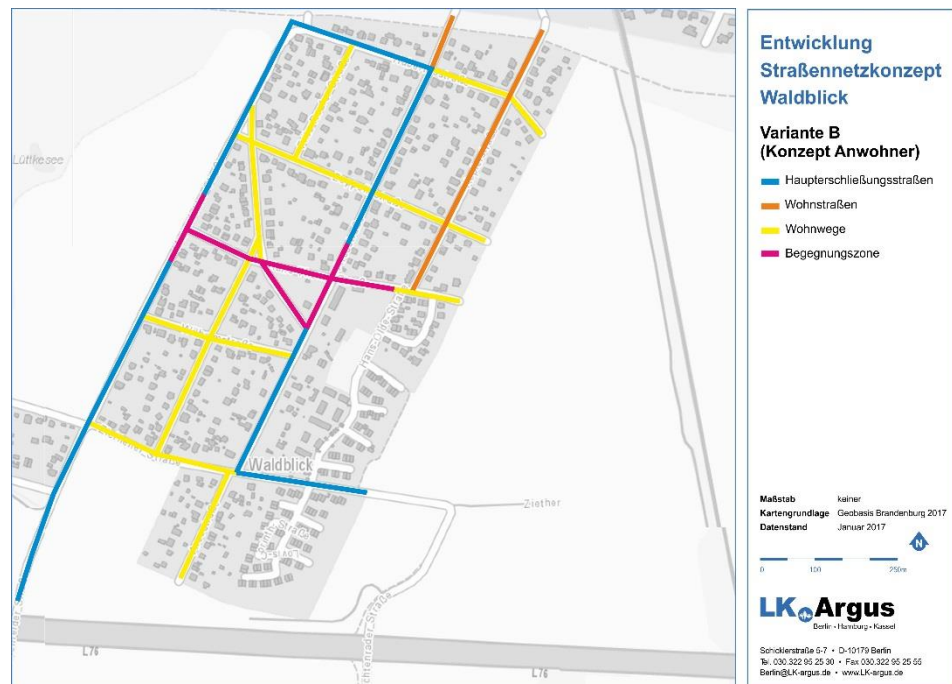 Entwicklung
Straßennetzkonzept
Waldblick
Variante B
(Konzept Anwohner)
Haupterschließungsstraßen
Wohnstraßen
Wohnwege
Begegnungszone
Maßstab keiner
Kartengrundlage Geobasis Brandenburg 2017
Datenstand Januar 2017
N
0 100 250m
LK Argus
Berlin • Hamburg • Kassel
Schicklerstraße 5-7 • D-10179 Berlin
Tel. 030.322 95 25 30 • Fax 030.322 95 25 55
Berlin@LK-argus.de • www.LK-argus.de
Lüttkesee
Waldblick
Ziether
L 76
L 76